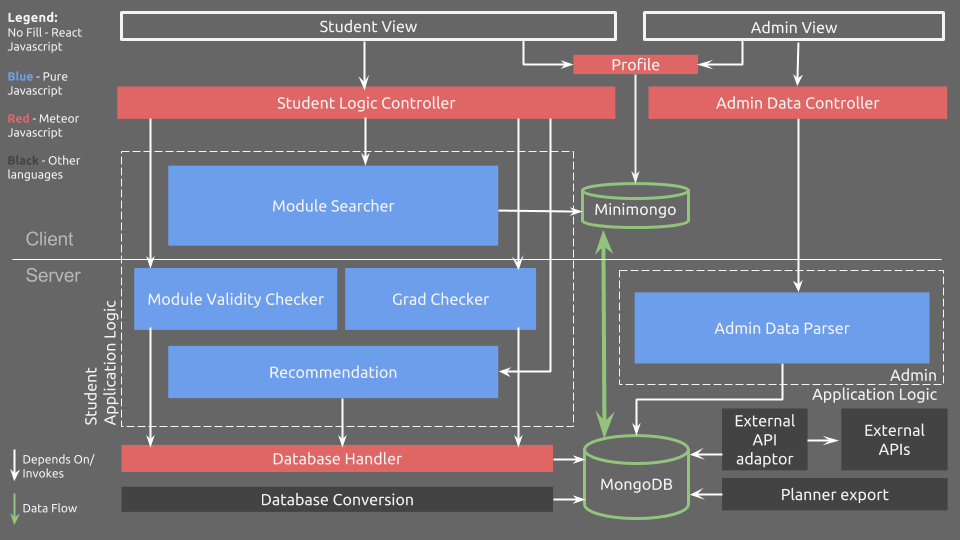 Legend:
No Fill - React
Javascript
Blue - Pure
Javascript
Red - Meteor
Javascript
Black - Other
languages
Student View
Admin View
Profile
Student Logic Controller
Admin Data Controller
Module Searcher
Minimongo
Client
Server
Module Validity Checker
Grad Checker
Admin Data Parser
Recommendation
Student
Application Logic
Admin
Application Logic
External
API
adaptor
External
APIs
Database Handler
MongoDB
Database Conversion
Planner export
Depends On/
Invokes
Data Flow